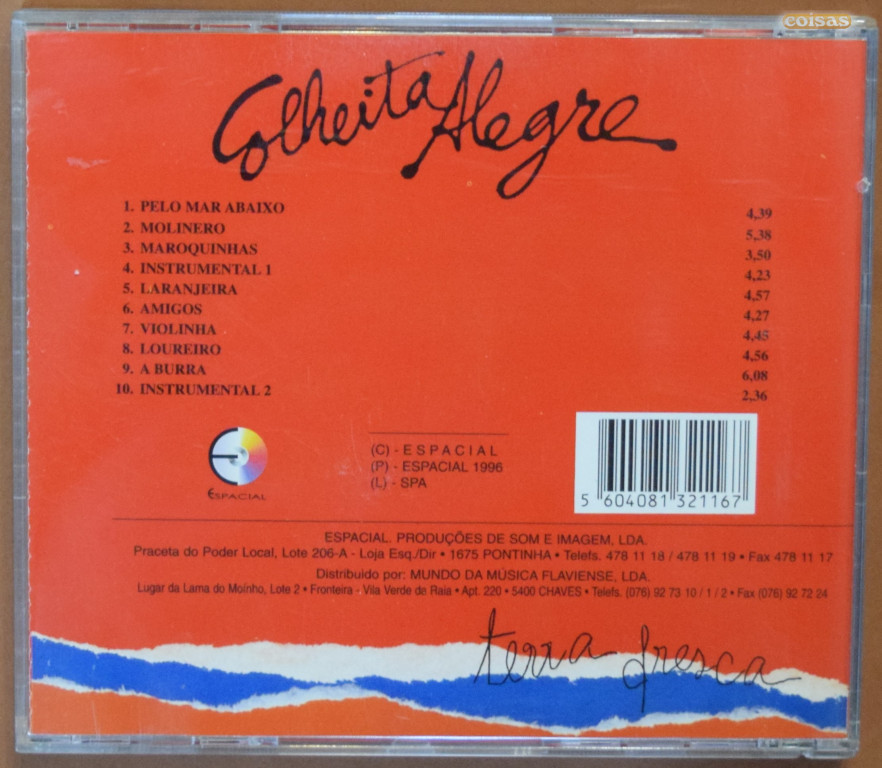 coisas
Colheita Alegre
1. PELO MAR ABAIXO 4,39
2. MOLINERO 5,38
3. MAROQUINHAS 3,50
4. INSTRUMENTAL 1 4,23
5. LARANJEIRA 4,57
6. AMIGOS 4,27
7. VIOLINHA 4,45
8. LOUREIRO 4,56
9. A BURRA 6,08
10. INSTRUMENTAL 2 2,36
ESPACIAL
(C) - ESPACIAL
(P) - ESPACIAL 1996
(L) - SPA
5 604081 321167
ESPACIAL. PRODUÇÕES DE SOM E IMAGEM, LDA.
Praceta do Poder Local, Lote 206-A - Loja Esq./Dir • 1675 PONTINHA • Telefs. 478 11 18 / 478 11 19 • Fax 478 11 17
Distribuido por: MUNDO DA MÚSICA FLAVIENSE, LDA.
Lugar da Lama do Moínho, Lote 2 • Fronteira - Vila Verde da Raia • Apt. 220 • 5400 CHAVES • Telefs. (076) 92 73 10 / 1 / 2 • Fax (076) 92 72 24
terra fresca